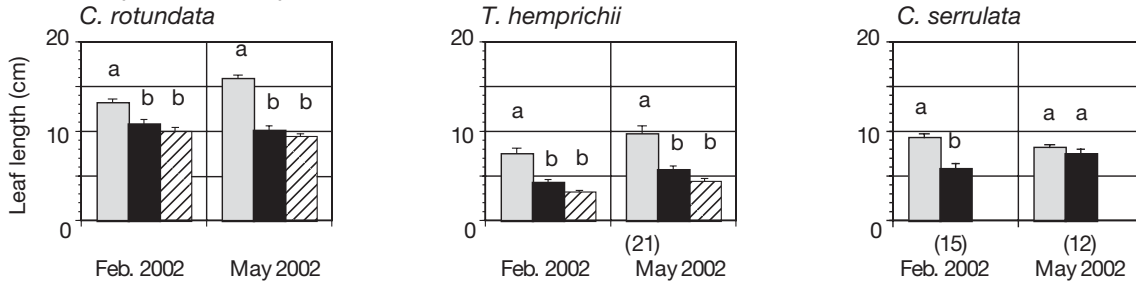 C. rotundata
T. hemprichii
C. serrulata
Leaf length (cm)
20
10
0
a
b b
a
b b
Feb. 2002
May 2002
20
10
0
a
b b
a
b b
(21)
Feb. 2002
May 2002
20
10
0
a
b
a a
(15)
(12)
Feb. 2002
May 2002